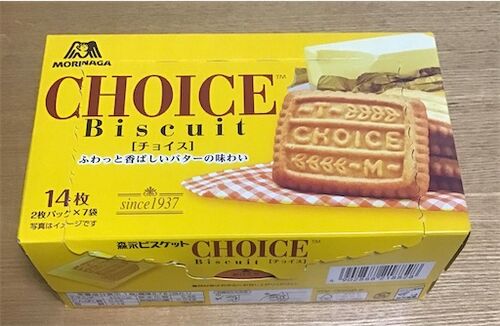 MORINAGA
CHOICE™
Biscuit
[チョイス]
ふわっと香ばしいバターの味わい
T
CHOICE
M
14枚
2枚パック×7袋
写真はイメージです
since1937
森永ビスケット CHOICE™
Biscuit [チョイス]